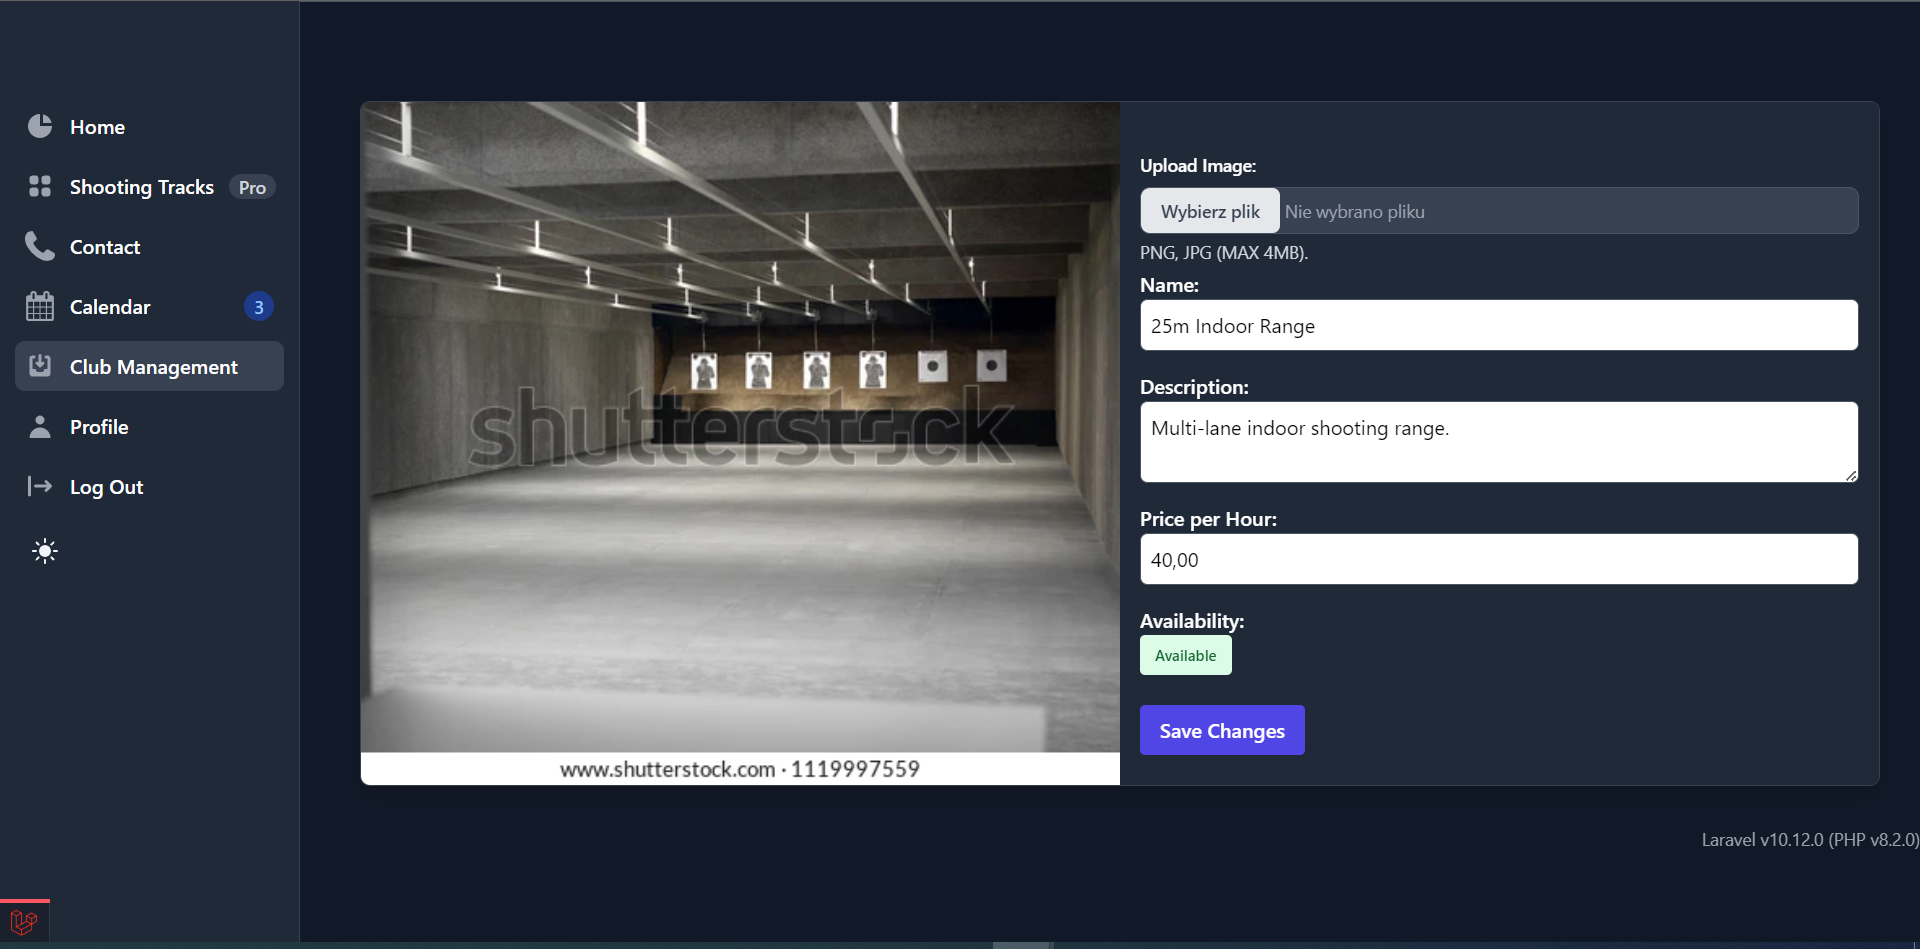 Home
Shooting Tracks Pro
Contact
Calendar 3
Club Management
Profile
Log Out
shutterstock
www.shutterstock.com · 1119997559
Upload Image:
Wybierz plik Nie wybrano pliku
PNG, JPG (MAX 4MB).
Name:
25m Indoor Range
Description:
Multi-lane indoor shooting range.
Price per Hour:
40,00
Availability:
Available
Save Changes
Laravel v10.12.0 (PHP v8.2.0)